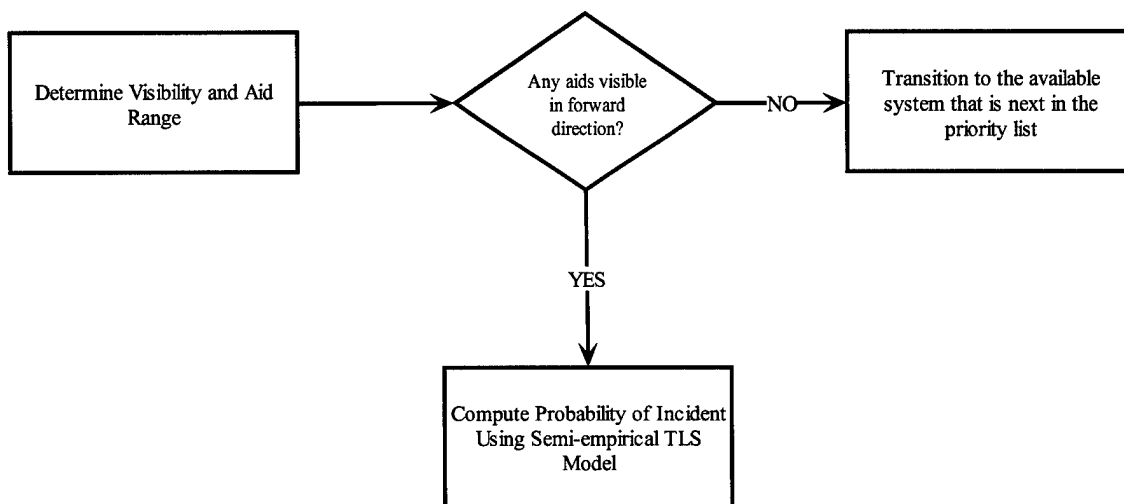 Determine Visibility and Aid
Range
Any aids visible
in forward
direction?
NO
Transition to the available
system that is next in the
priority list
YES
Compute Probability of Incident
Using Semi-empirical TLS
Model